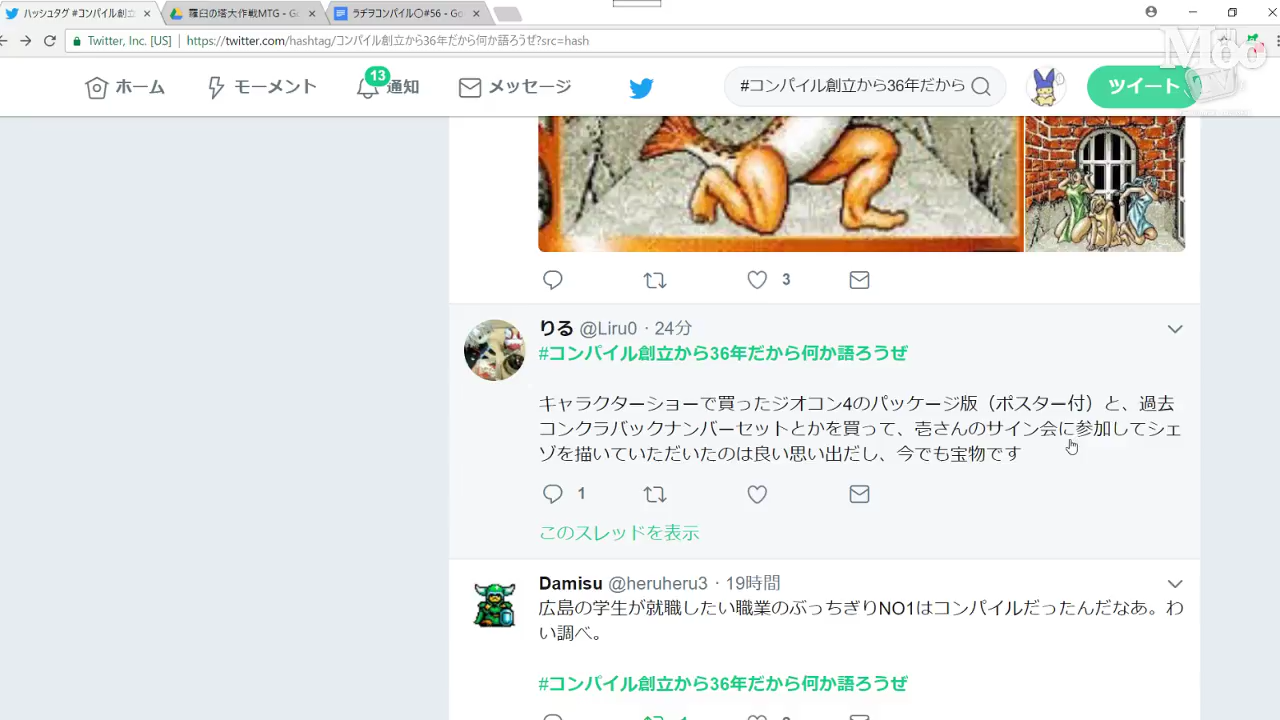 ハッシュタグ #コンパイル創立
羅臼の塔大作戦MTG - G
ラヂヲコンパイル〇#56 - Go
Twitter, Inc. [US]
https://twitter.com/hashtag/コンパイル創立から36年だから何か語ろうぜ?src=hash
Moo
ホーム
モーメント
13
通知
メッセージ
#コンパイル創立から36年だから
ツイート
3
りる @Liru0 · 24分
#コンパイル創立から36年だから何か語ろうぜ
キャラクターショーで買ったジオコン4のパッケージ版（ポスター付）と、過去
コンクラバックナンバーセットとかを買って、壱さんのサイン会に参加してシェ
ゾを描いていただいたのは良い思い出だし、今でも宝物です
1
このスレッドを表示
Damisu @heruheru3 · 19時間
広島の学生が就職したい職業のぶっちぎりNO1はコンパイルだったんだなあ。わ
い調べ。
#コンパイル創立から36年だから何か語ろうぜ